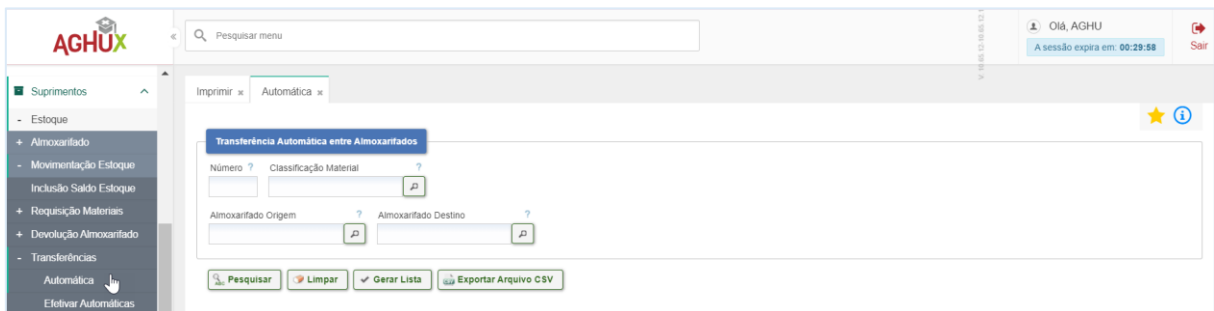 AGHUX
«
Pesquisar menu
Olá, AGHU
A sessão expira em: 00:29:58
Sair
Suprimentos
- Estoque
+ Almoxarifado
- Movimentação Estoque
Inclusão Saldo Estoque
+ Requisição Materiais
+ Devolução Almoxarifado
- Transferências
Automática
Efetivar Automáticas
Imprimir x
Automática x
Transferência Automática entre Almoxarifados
Número ? Classificação Material ?
Almoxarifado Origem ? Almoxarifado Destino ?
Pesquisar Limpar Gerar Lista Exportar Arquivo CSV